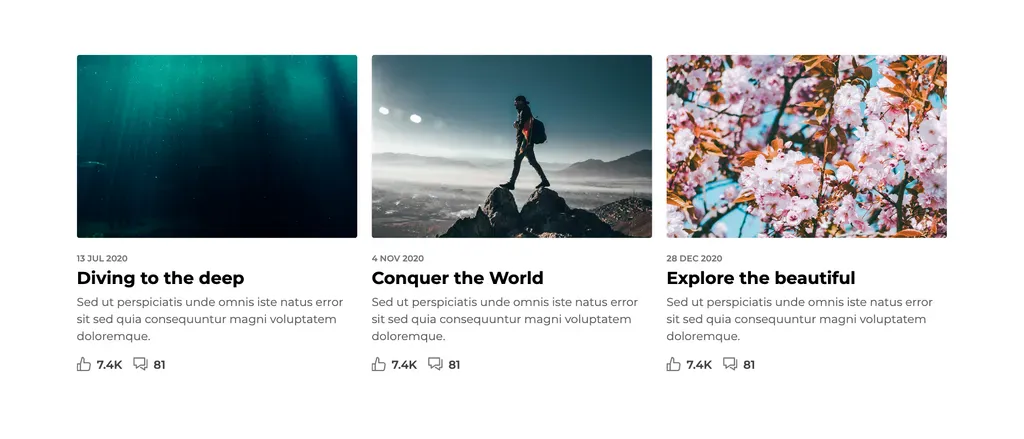 13 JUL 2020
Diving to the deep
Sed ut perspiciatis unde omnis iste natus error
sit sed quia consequuntur magni voluptatem
doloremque.
7.4K 81
4 NOV 2020
Conquer the World
Sed ut perspiciatis unde omnis iste natus error
sit sed quia consequuntur magni voluptatem
doloremque.
7.4K 81
28 DEC 2020
Explore the beautiful
Sed ut perspiciatis unde omnis iste natus error
sit sed quia consequuntur magni voluptatem
doloremque.
7.4K 81